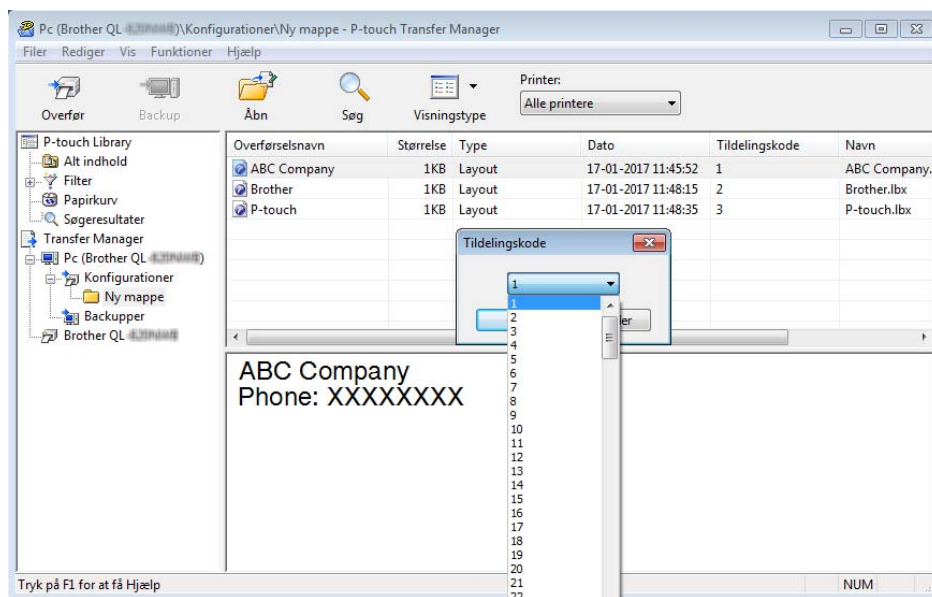 Pc (Brother QL )\Konfigurationer\Ny mappe - P-touch Transfer Manager
Filer Rediger Vis Funktioner Hjælp
Overfør Backup Åbn Søg Visningstype Printer:
Alle printere
P-touch Library
Alt indhold
Filter
Papirkurv
Søgeresultater
Transfer Manager
Pc (Brother QL )
Konfigurationer
Ny mappe
Backupper
Brother QL
Overførselsnavn Størrelse Type Dato Tildelingskode Navn
ABC Company 1KB Layout 17-01-2017 11:45:52 1 ABC Company.
Brother 1KB Layout 17-01-2017 11:48:15 2 Brother.lbx
P-touch 1KB Layout 17-01-2017 11:48:35 3 P-touch.lbx
Tildelingskode
1
1
2
3
4
5
6
7
8
9
10
11
12
13
14
15
16
17
18
19
20
21
22
ABC Company
Phone: XXXXXXXX
Tryk på F1 for at få Hjælp NUM